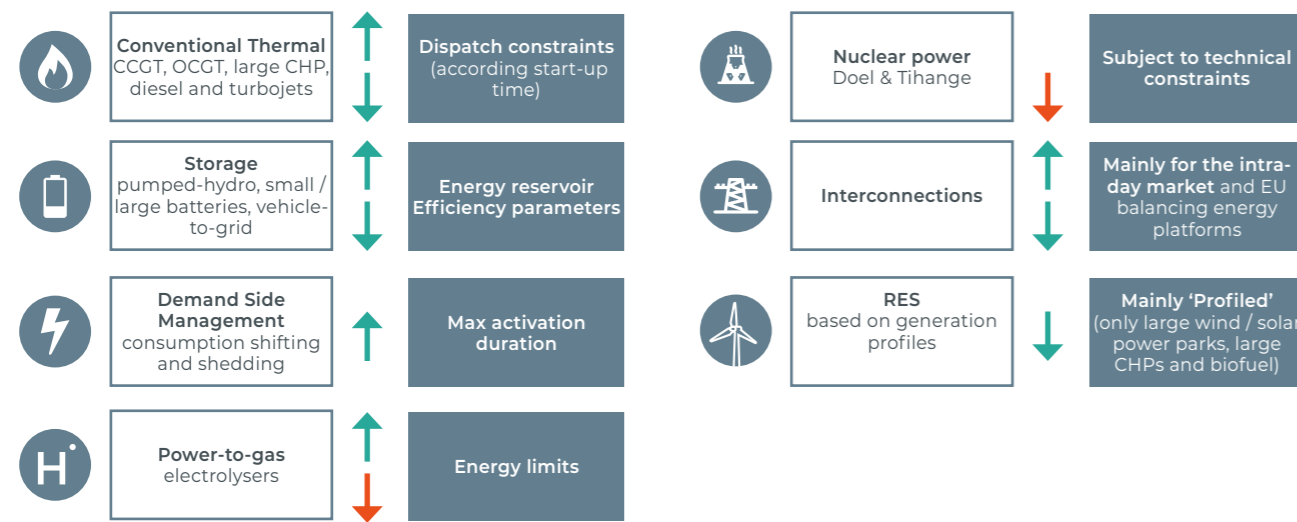 Conventional Thermal
CCGT, OCGT, large CHP,
diesel and turbojets
Dispatch constraints
(according start-up
time)
Storage
pumped-hydro, small /
large batteries, vehicle-
to-grid
Energy reservoir
Efficiency parameters
Demand Side
Management
consumption shifting
and shedding
Max activation
duration
H
Power-to-gas
electrolysers
Energy limits
Nuclear power
Doel & Tihange
Subject to technical
constraints
Interconnections
Mainly for the intra-
day market and EU
balancing energy
platforms
RES
based on generation
profiles
Mainly ‘Profiled’
(only large wind / solar
power parks, large
CHPs and biofuel)